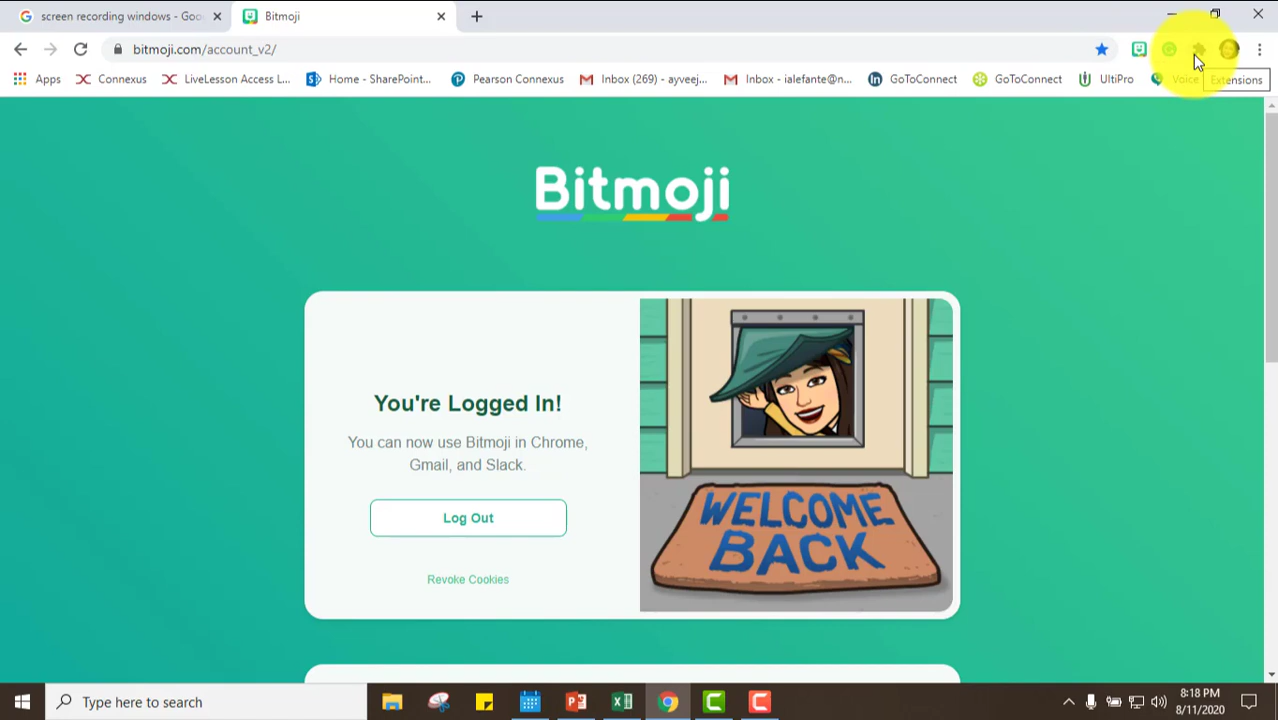 screen recording windows - Goo
Bitmoji
bitmoji.com/account_v2/
Apps
Connexus
LiveLesson Access L...
Home - SharePoint...
Pearson Connexus
Inbox (269) - ayveej...
Inbox - ialefante@n...
GoToConnect
GoToConnect
UltiPro
Voice
Extensions
Bitmoji
You're Logged In!
You can now use Bitmoji in Chrome,
Gmail, and Slack.
Log Out
Revoke Cookies
WELCOME
BACK
Type here to search
8:18 PM
8/11/2020